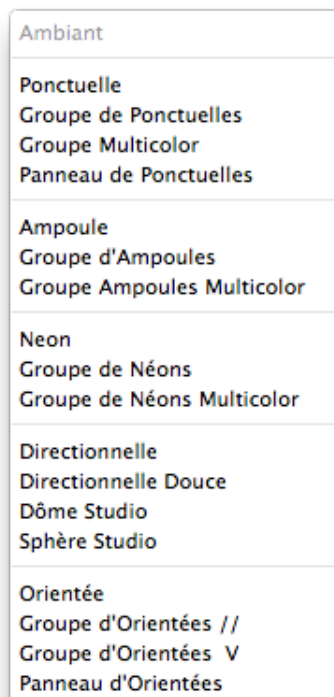 Ambiant
Ponctuelle
Groupe de Ponctuelles
Groupe Multicolor
Panneau de Ponctuelles
Ampoule
Groupe d'Ampoules
Groupe Ampoules Multicolor
Neon
Groupe de Néons
Groupe de Néons Multicolor
Directionnelle
Directionnelle Douce
Dôme Studio
Sphère Studio
Orientée
Groupe d'Orientées //
Groupe d'Orientées V
Panneau d'Orientées